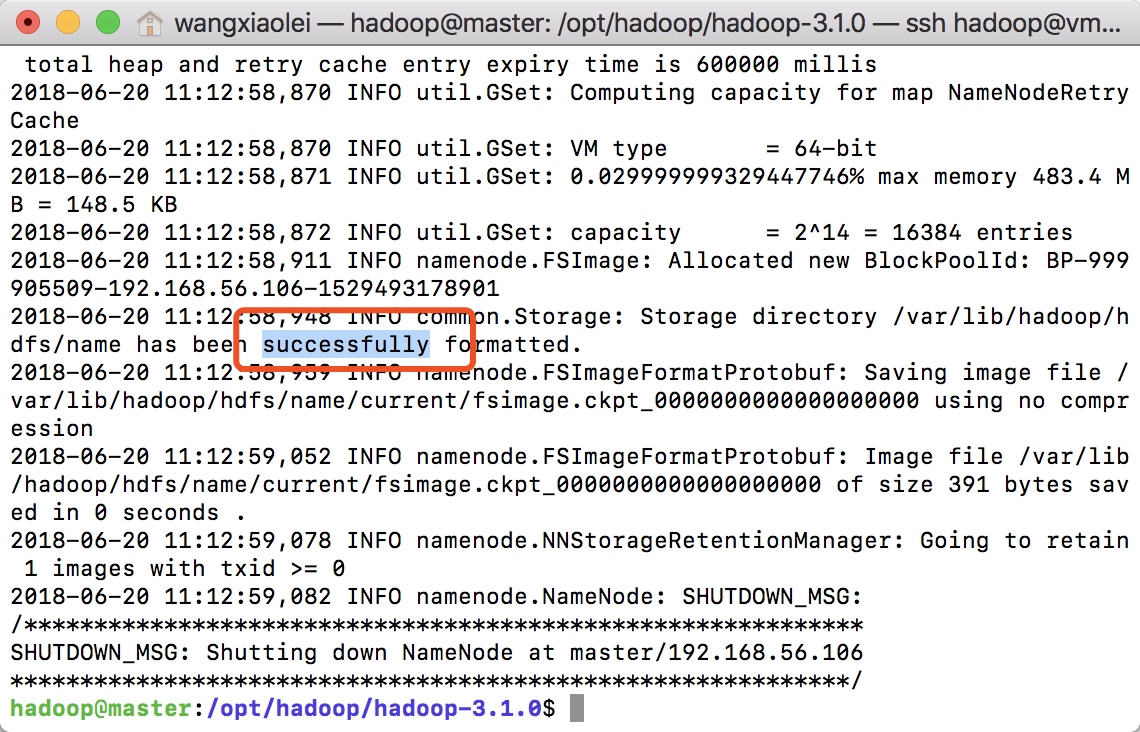 wangxiaolei — hadoop@master: /opt/hadoop/hadoop-3.1.0 — ssh hadoop@vm...
total heap and retry cache entry expiry time is 600000 millis
2018-06-20 11:12:58,870 INFO util.GSet: Computing capacity for map NameNodeRetry
Cache
2018-06-20 11:12:58,870 INFO util.GSet: VM type       = 64-bit
2018-06-20 11:12:58,871 INFO util.GSet: 0.029999999329447746% max memory 483.4 M
B = 148.5 KB
2018-06-20 11:12:58,872 INFO util.GSet: capacity      = 2^14 = 16384 entries
2018-06-20 11:12:58,911 INFO namenode.FSImage: Allocated new BlockPoolId: BP-999
905509-192.168.56.106-1529493178901
2018-06-20 11:12:58,948 INFO common.Storage: Storage directory /var/lib/hadoop/h
dfs/name has been successfully formatted.
2018-06-20 11:12:58,959 INFO namenode.FSImageFormatProtobuf: Saving image file /
var/lib/hadoop/hdfs/name/current/fsimage.ckpt_0000000000000000000 using no compr
ession
2018-06-20 11:12:59,052 INFO namenode.FSImageFormatProtobuf: Image file /var/lib
/hadoop/hdfs/name/current/fsimage.ckpt_0000000000000000000 of size 391 bytes sav
ed in 0 seconds .
2018-06-20 11:12:59,078 INFO namenode.NNStorageRetentionManager: Going to retain
 1 images with txid >= 0
2018-06-20 11:12:59,082 INFO namenode.NameNode: SHUTDOWN_MSG:
/************************************************************
SHUTDOWN_MSG: Shutting down NameNode at master/192.168.56.106
************************************************************/
hadoop@master:/opt/hadoop/hadoop-3.1.0$